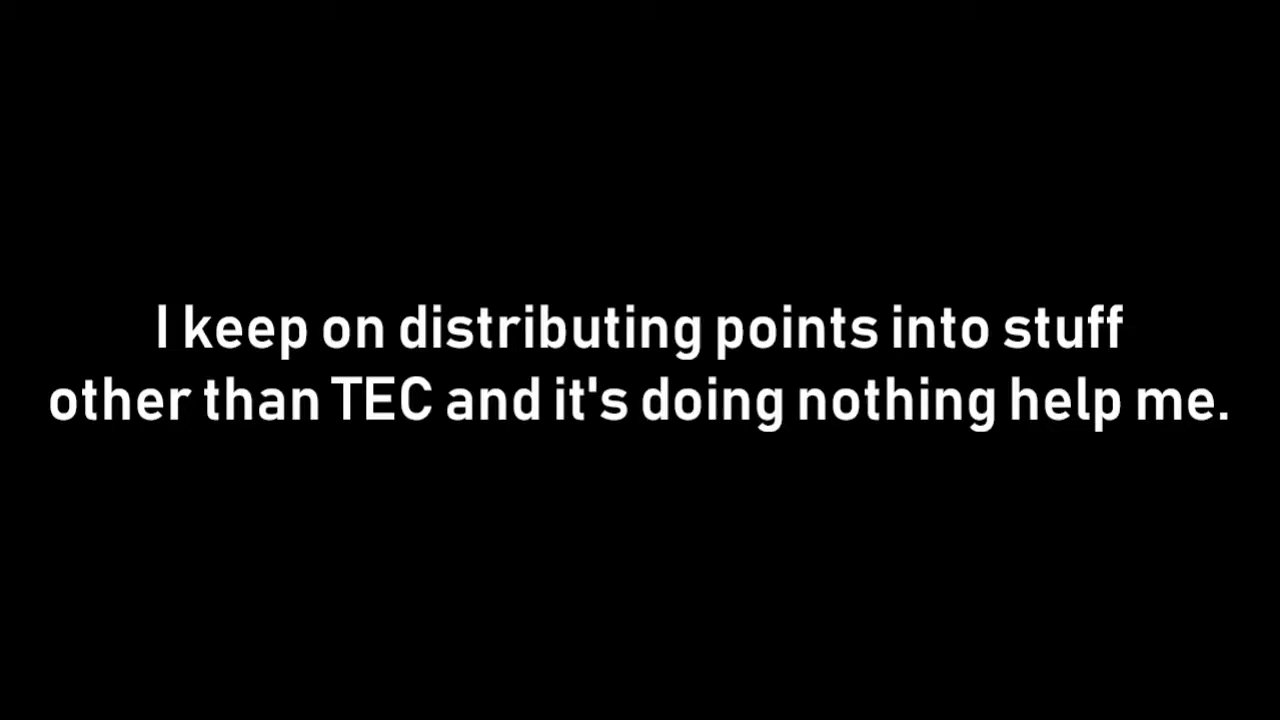 I keep on distributing points into stuff
other than TEC and it's doing nothing help me.